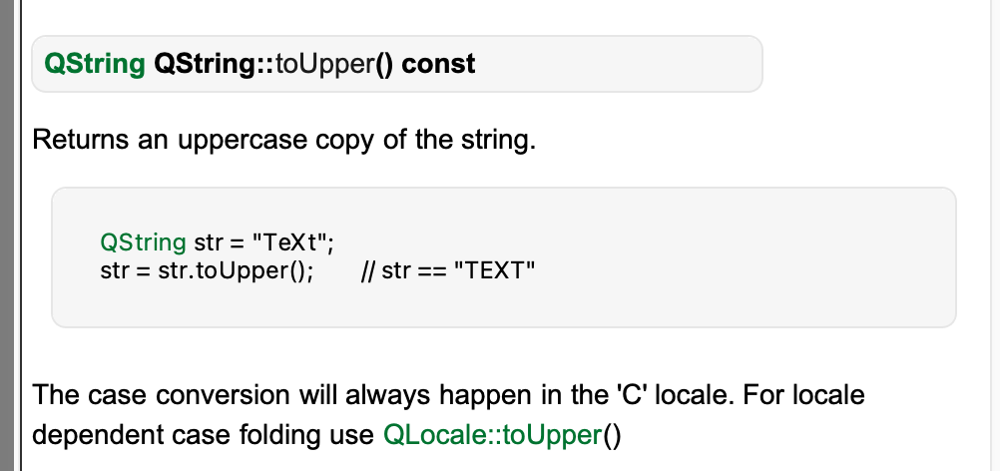 QString QString::toUpper() const
Returns an uppercase copy of the string.
QString str = "TeXt";
str = str.toUpper();    // str == "TEXT"
The case conversion will always happen in the 'C' locale. For locale
dependent case folding use QLocale::toUpper()